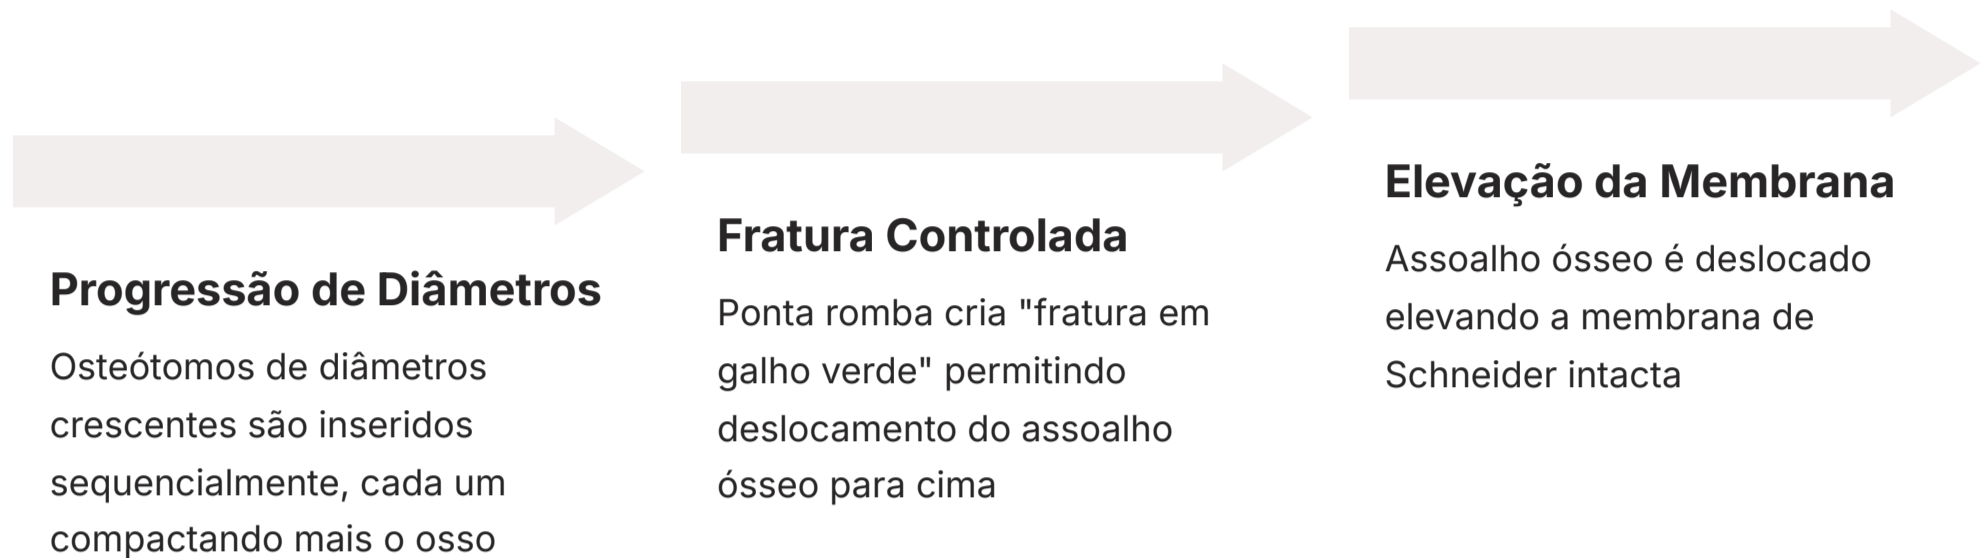 Progressão de Diâmetros
Osteótomos de diâmetros
crescentes são inseridos
sequencialmente, cada um
compactando mais o osso
Fratura Controlada
Ponta romba cria "fratura em
galho verde" permitindo
deslocamento do assoalho
ósseo para cima
Elevação da Membrana
Assoalho ósseo é deslocado
elevando a membrana de
Schneider intacta